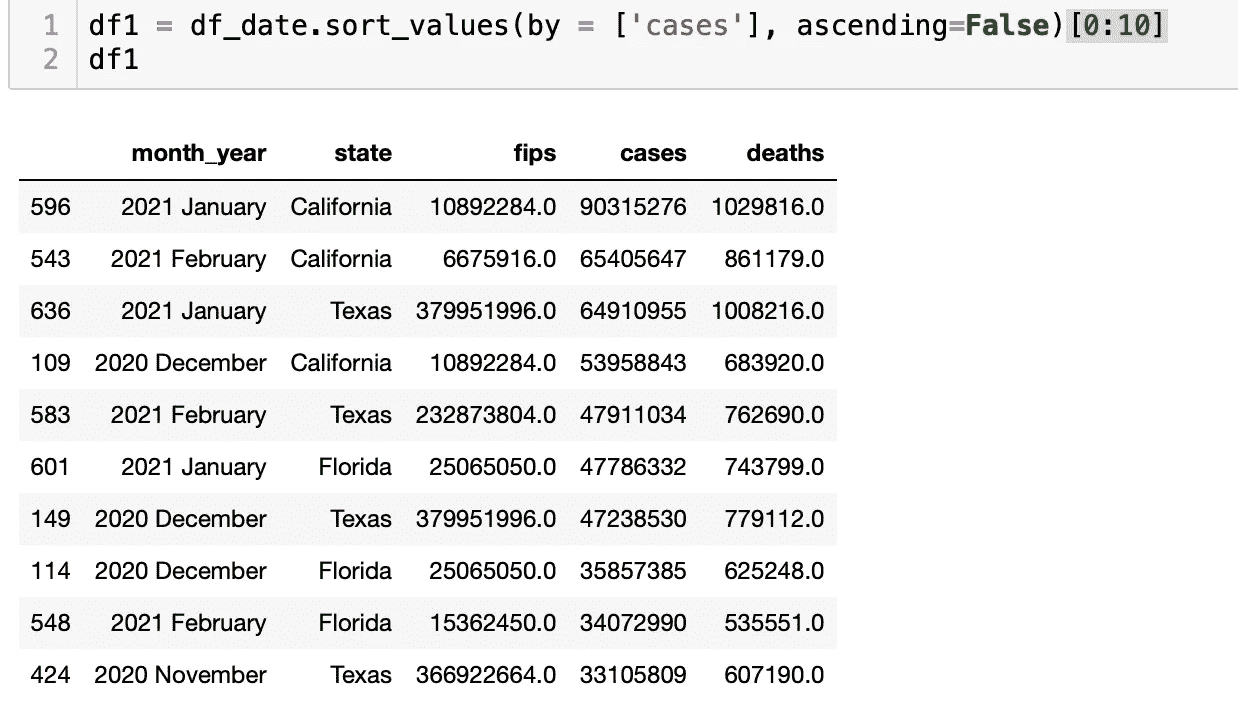 1 df1 = df_date.sort_values(by = ['cases'], ascending=False)[0:10]
2 df1
month_year state fips cases deaths
596 2021 January California 10892284.0 90315276 1029816.0
543 2021 February California 6675916.0 65405647 861179.0
636 2021 January Texas 379951996.0 64910955 1008216.0
109 2020 December California 10892284.0 53958843 683920.0
583 2021 February Texas 232873804.0 47911034 762690.0
601 2021 January Florida 25065050.0 47786332 743799.0
149 2020 December Texas 379951996.0 47238530 779112.0
114 2020 December Florida 25065050.0 35857385 625248.0
548 2021 February Florida 15362450.0 34072990 535551.0
424 2020 November Texas 366922664.0 33105809 607190.0